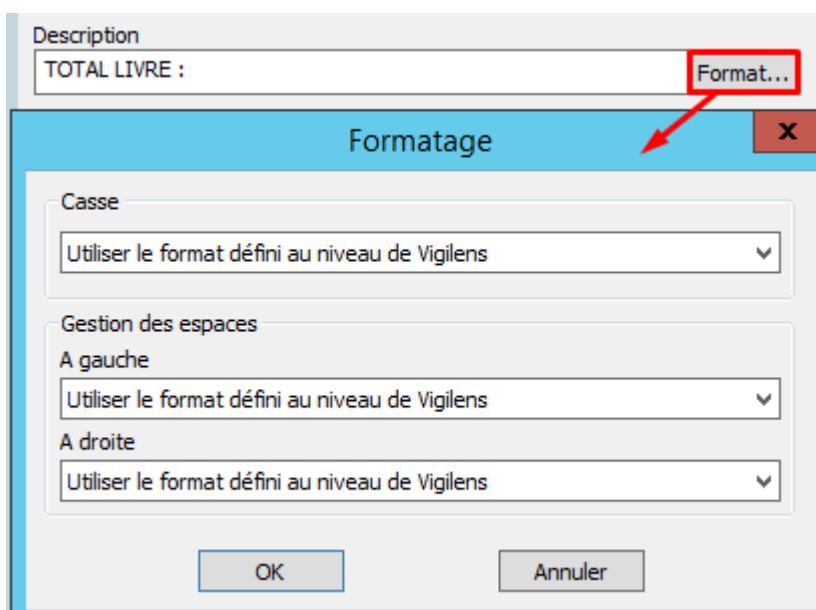 Description
TOTAL LIVRE :
Format...
Formatage
x
Casse
Utiliser le format défini au niveau de Vigilens
Gestion des espaces
A gauche
Utiliser le format défini au niveau de Vigilens
A droite
Utiliser le format défini au niveau de Vigilens
OK
Annuler